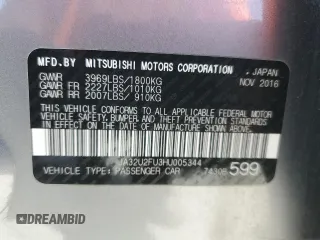 MFD.BY MITSUBISHI MOTORS CORPORATION . JAPAN
GVWR 3969LBS/1800KG NOV 2016
GAWR FR 2227LBS/1010KG
GAWR RR 2007LBS/ 910KG
THIS VEHICLE CONFORMS TO ALL APPLICABLE FEDERAL MOTOR
VEHICLE SAFETY, BUMPER, AND THEFT PREVENTION STANDARDS IN
EFFECT ON THE DATE OF MANUFACTURE SHOWN ABOVE.
JA32U2FU3HU005344
VEHICLE TYPE:PASSENGER CAR 599
DREAMBID
dreambid.com